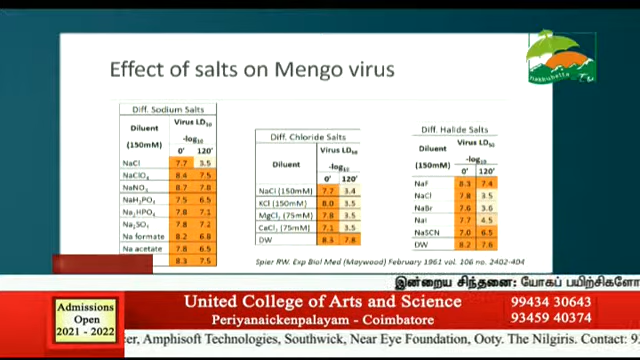 Effect of salts on Mengo virus
Diff. Sodium Salts
Diluent (150mM) Virus LD50 -log10
0' 120'
NaCl 7.7 3.5
NaClO4 8.4 7.5
NaNO3 8.7 7.8
NaH2PO4 7.5 6.5
Na2HPO4 7.8 7.1
Na2SO4 7.8 7.2
Na formate 8.2 6.8
Na acetate 7.8 6.5
8.3 7.5
Diff. Chloride Salts
Diluent Virus LD50 -log10
0' 120'
NaCl (150mM) 7.7 3.4
KCl (150mM) 8.0 3.5
MgCl2 (75mM) 7.8 3.5
CaCl2 (75mM) 7.1 3.5
DW 8.3 7.8
Diff. Halide Salts
Diluent (150mM) Virus LD50 -log10
0' 120'
NaF 8.3 7.4
NaCl 7.8 3.5
NaBr 7.6 3.6
NaI 7.7 4.5
NaSCN 7.0 6.5
DW 8.2 7.6
Spier RW. Exp Biol Med (Maywood) February 1961 vol. 106 no. 2402-404
இன்றைய சிந்தனை: யோகப் பயிற்சிகளோ
Admissions
Open
2021 - 2022
United College of Arts and Science
Periyanaickenpalayam - Coimbatore
99434 30643
93459 40374
cer, Amphisoft Technologies, Southwick, Near Eye Foundation, Ooty. The Nilgiris. Contact: 9